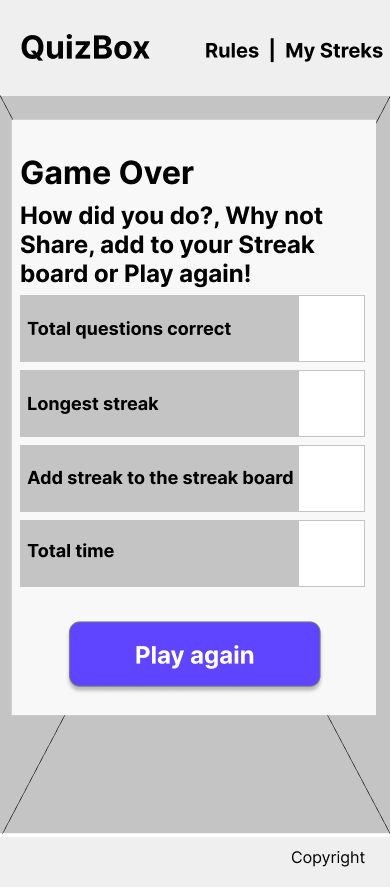 QuizBox
Rules | My Streks
Game Over
How did you do?, Why not
Share, add to your Streak
board or Play again!
Total questions correct
Longest streak
Add streak to the streak board
Total time
Play again
Copyright